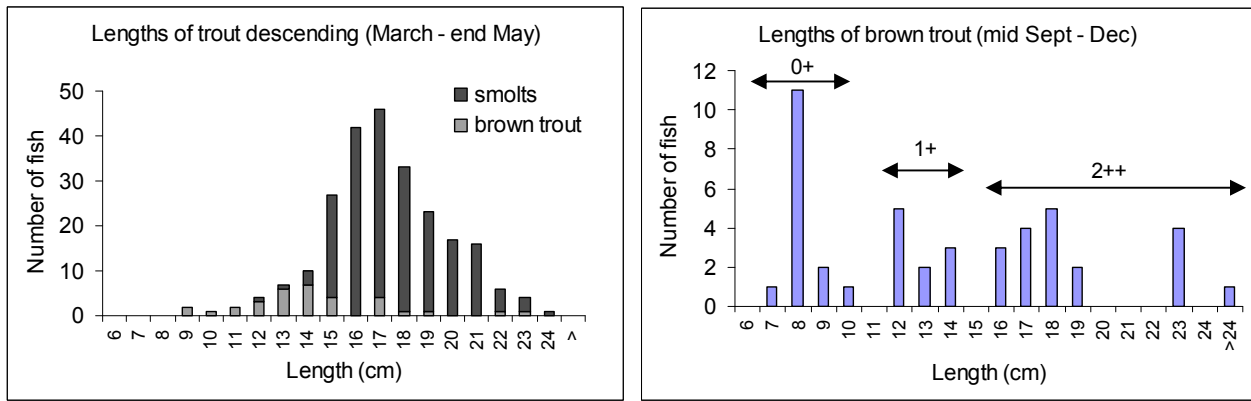 Lengths of trout descending (March - end May)
smolts
brown trout
Number of fish
50
40
30
20
10
0
6 7 8 9 10 11 12 13 14 15 16 17 18 19 20 21 22 23 24 >
Length (cm)
Lengths of brown trout (mid Sept - Dec)
0+
1+
2++
Number of fish
12
10
8
6
4
2
0
6 7 8 9 10 11 12 13 14 15 16 17 18 19 20 21 22 23 24 >24
Length (cm)